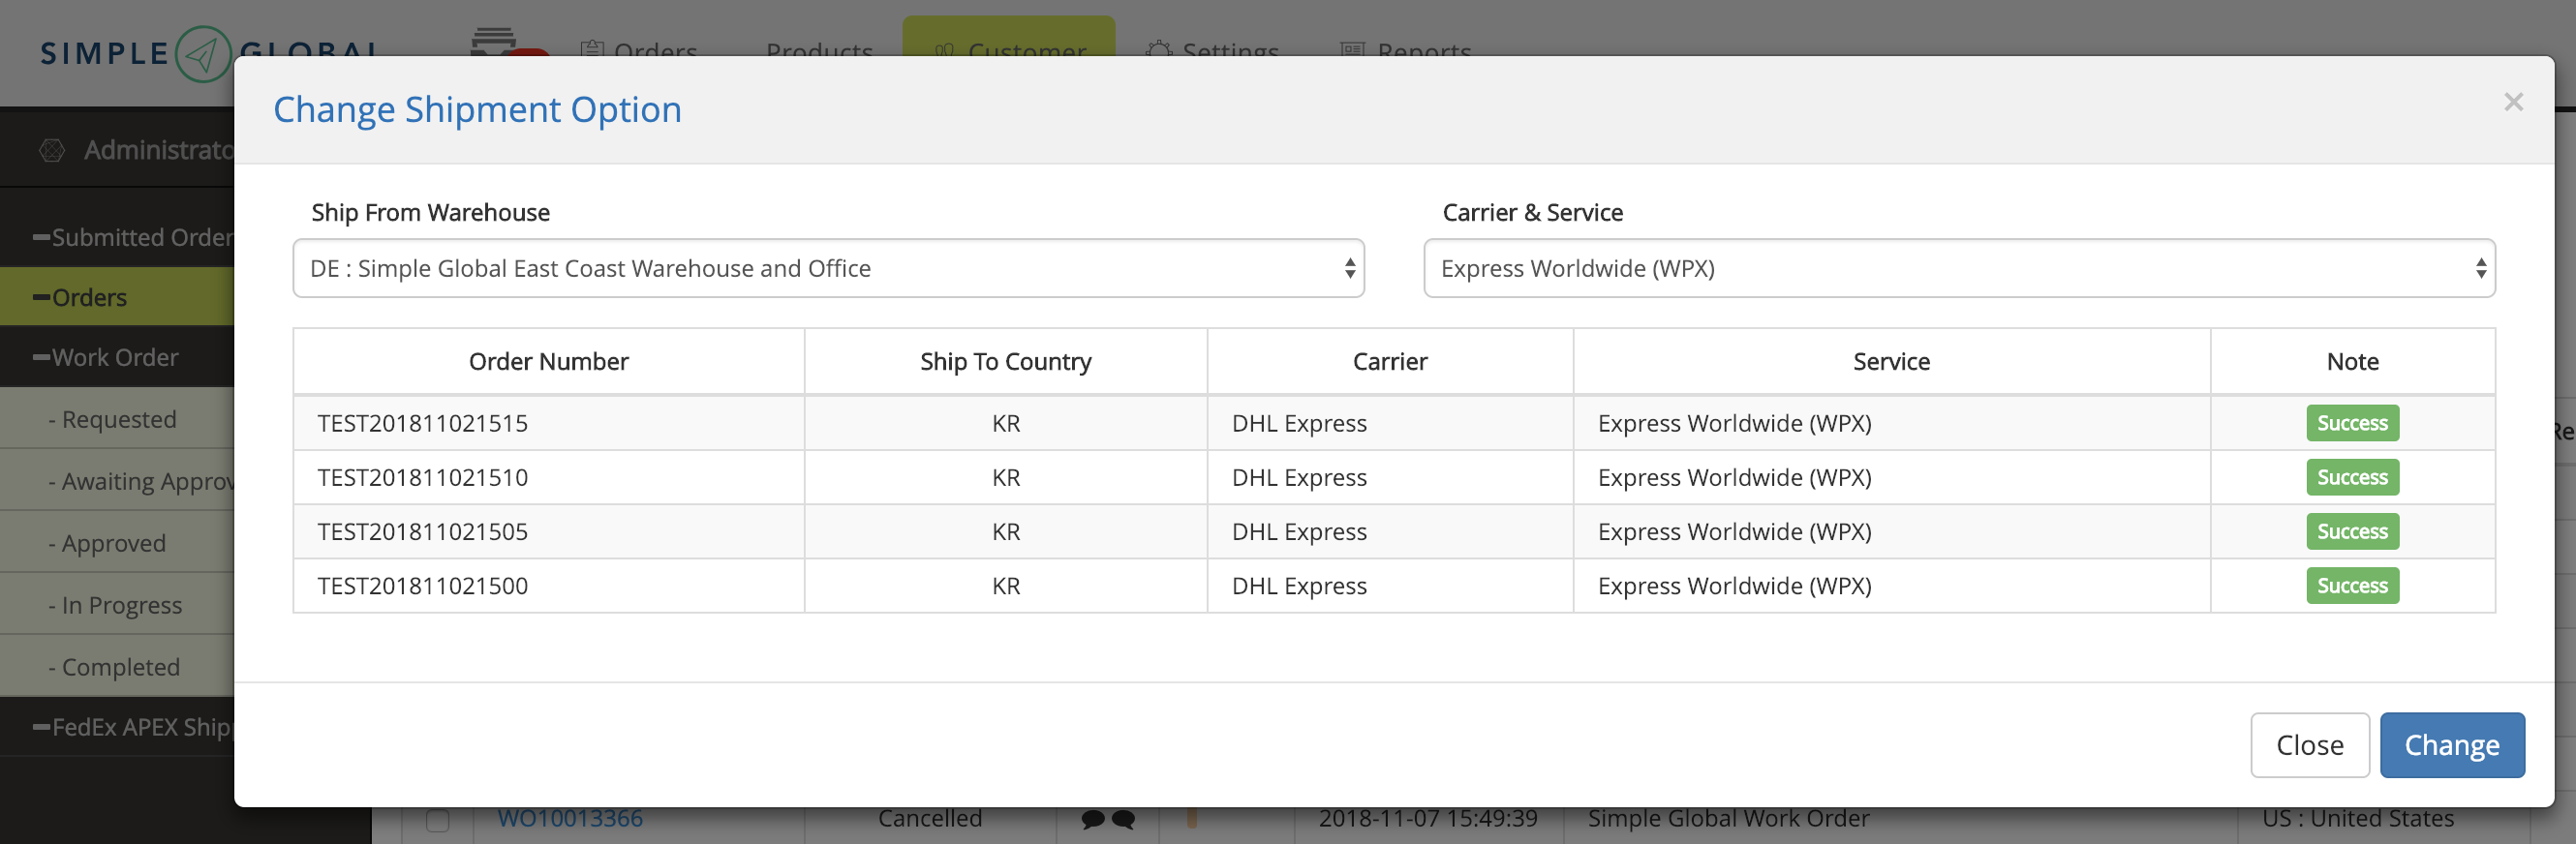 SIMPLE GLOBAL
Orders Products Customer Settings Reports
Change Shipment Option
×
Administrato
Submitted Order
Orders
Work Order
- Requested
- Awaiting Approv
- Approved
- In Progress
- Completed
FedEx APEX Ship
Ship From Warehouse
Carrier & Service
DE : Simple Global East Coast Warehouse and Office
Express Worldwide (WPX)
Order Number Ship To Country Carrier Service Note
TEST201811021515 KR DHL Express Express Worldwide (WPX) Success
TEST201811021510 KR DHL Express Express Worldwide (WPX) Success
TEST201811021505 KR DHL Express Express Worldwide (WPX) Success
TEST201811021500 KR DHL Express Express Worldwide (WPX) Success
Re
Close Change
WO10013366 Cancelled 2018-11-07 15:49:39 Simple Global Work Order US : United States